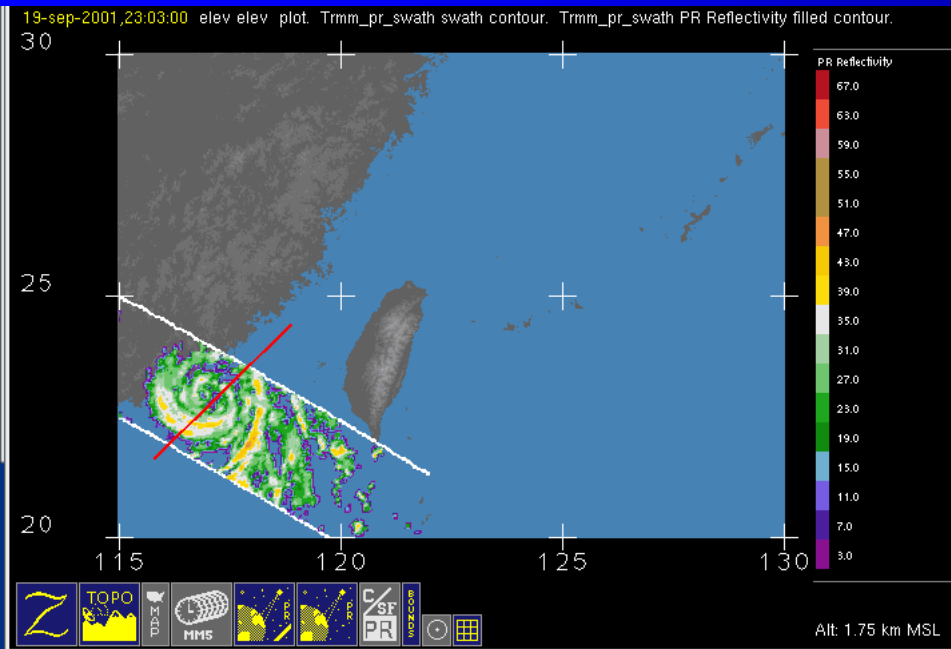 19-sep-2001,23:03:00 elev elev plot. Trmm_pr_swath swath contour. Trmm_pr_swath PR Reflectivity filled contour.
30
25
20
115 120 125 130
PR Reflectivity
67.0
63.0
59.0
55.0
51.0
47.0
43.0
39.0
35.0
31.0
27.0
23.0
19.0
15.0
11.0
7.0
3.0
Z
TOPO
MAP
MM5
PR
PR
C/SF
PR
BOUNDS
Alt: 1.75 km MSL